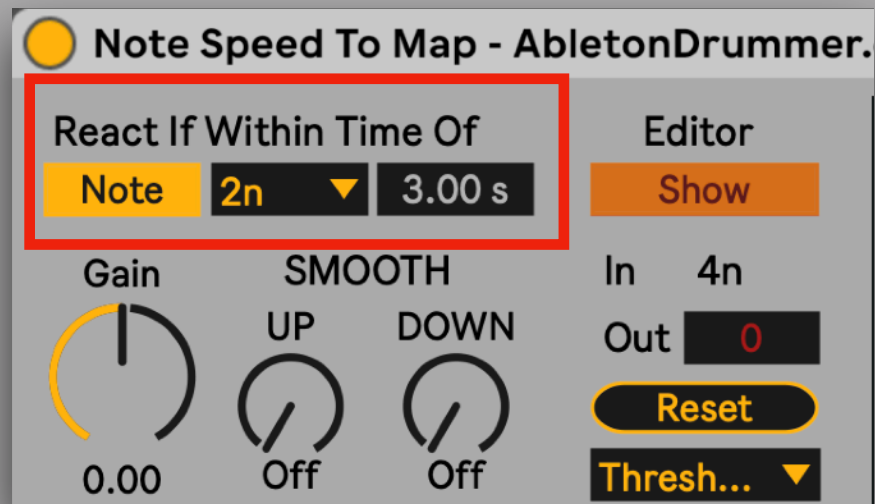 Note Speed To Map - AbletonDrummer.
React If Within Time Of
Editor
Note 2n 3.00 s
Show
Gain
SMOOTH
In 4n
UP DOWN
Out 0
Reset
0.00
Off Off
Thresh...